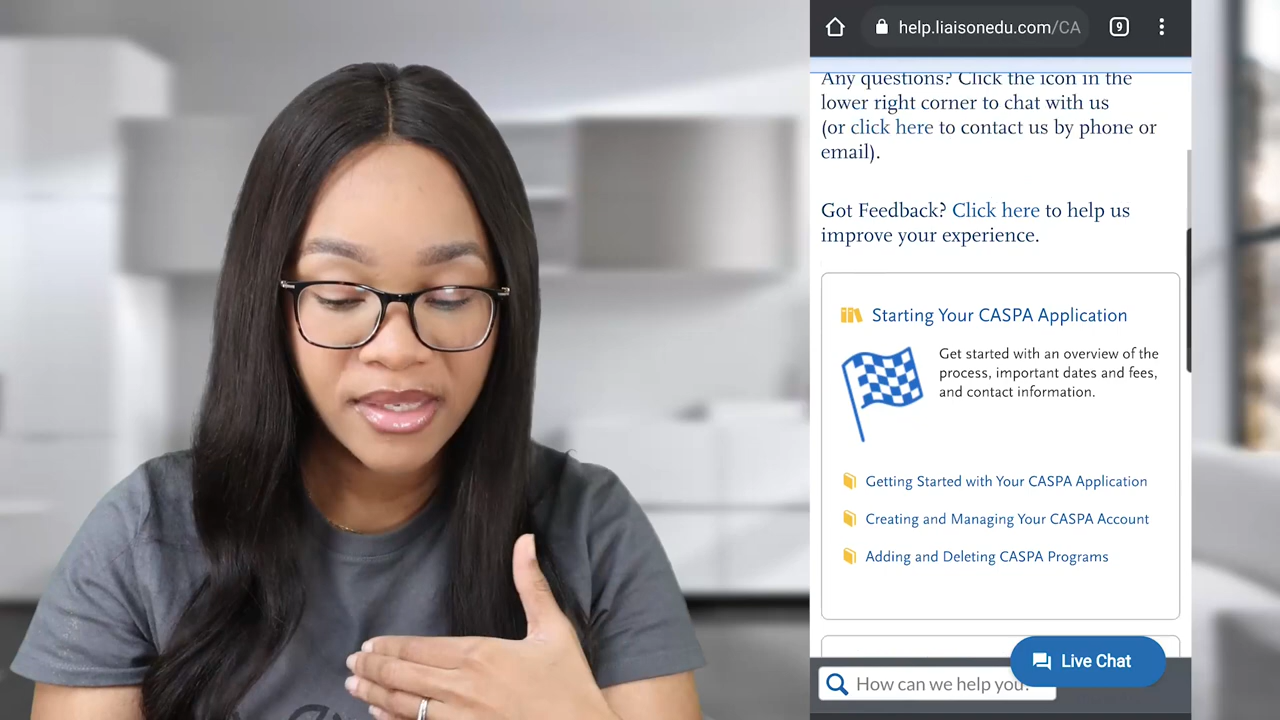 help.liaisonedu.com/CA
9
Any questions? Click the icon in the
lower right corner to chat with us
(or click here to contact us by phone or
email).
Got Feedback? Click here to help us
improve your experience.
Starting Your CASPA Application
Get started with an overview of the
process, important dates and fees,
and contact information.
Getting Started with Your CASPA Application
Creating and Managing Your CASPA Account
Adding and Deleting CASPA Programs
Live Chat
How can we help you?